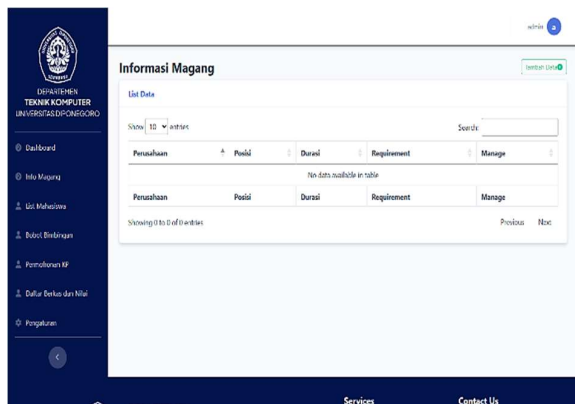 admin a
DEPARTEMEN
TEKNIK KOMPUTER
UNIVERSITAS DIPONEGORO
Dashboard
Info Magang
List Mahasiswa
Bobot Bimbingan
Permohonan KP
Daftar Berkas dan Nilai
Pengaturan
Informasi Magang
Tambah Data
List Data
Show 10 entries
Search:
Perusahaan Posisi Durasi Requirement Manage
No data available in table
Perusahaan Posisi Durasi Requirement Manage
Showing 0 to 0 of 0 entries
Previous Next
Services Contact Us